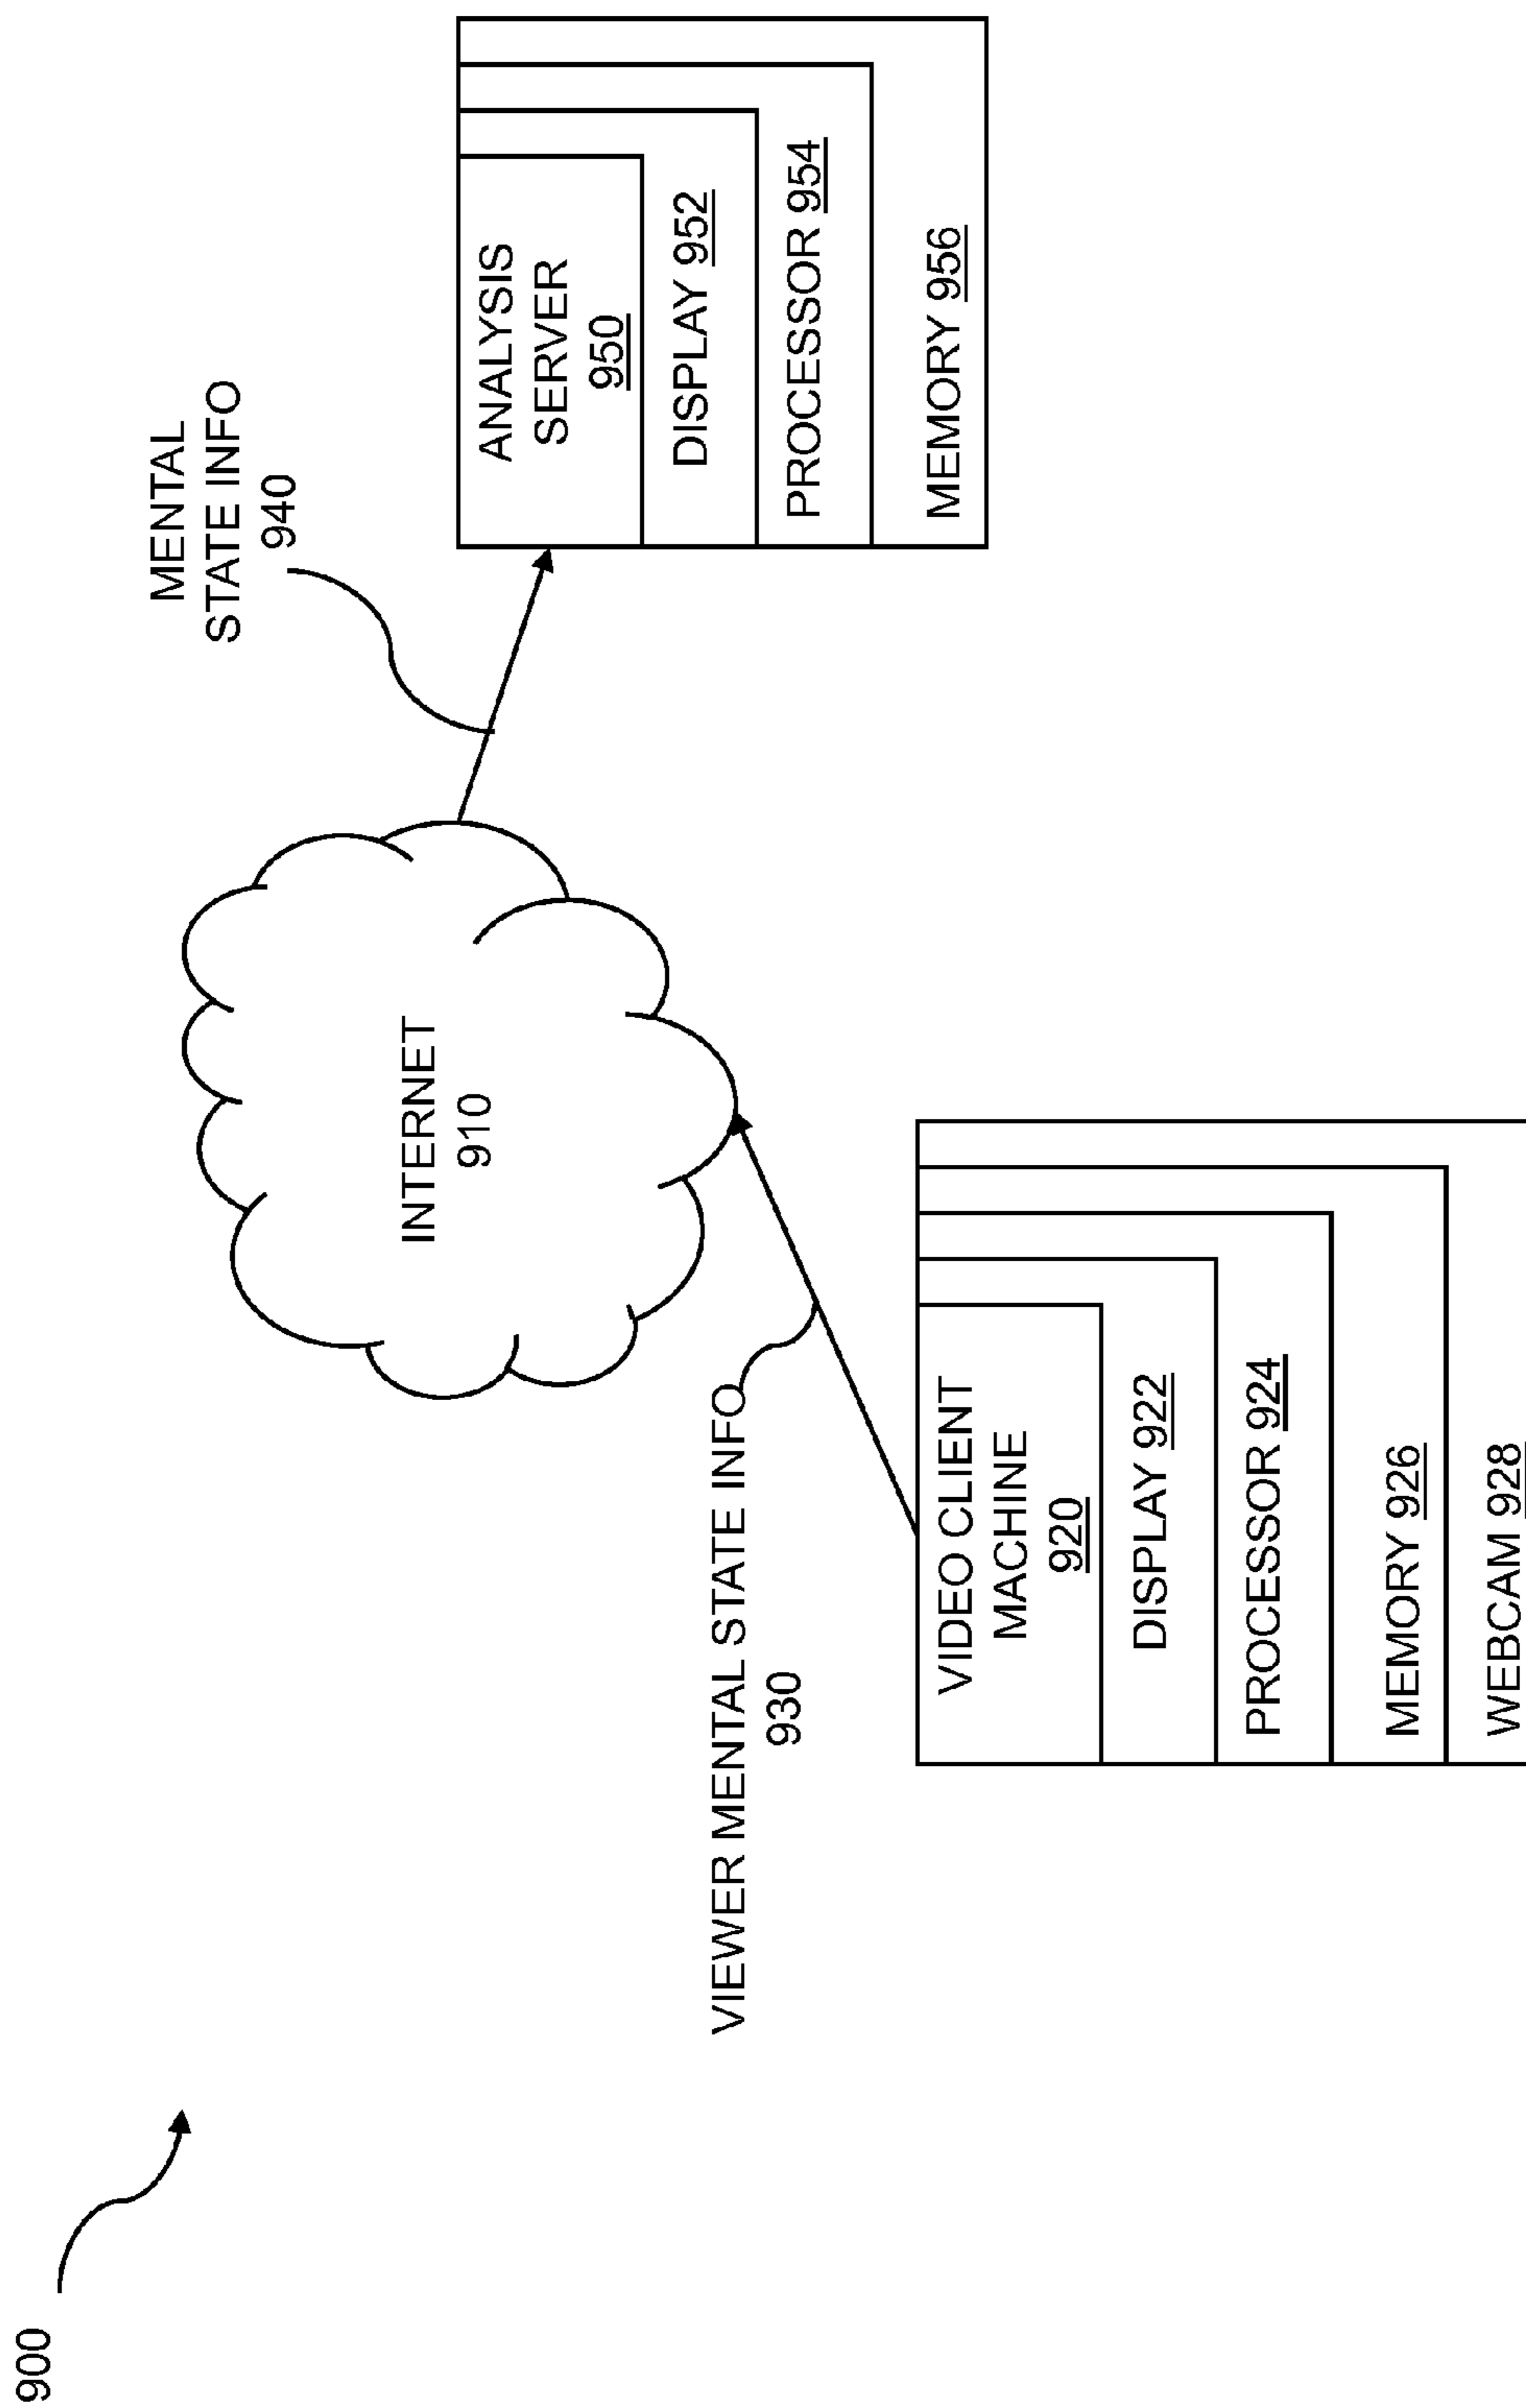 900
INTERNET
910
MENTAL
STATE INFO
940
VIEWER MENTAL STATE INFO
930
VIDEO CLIENT
MACHINE
920
DISPLAY 922
PROCESSOR 924
MEMORY 926
WEBCAM 928
ANALYSIS
SERVER
950
DISPLAY 952
PROCESSOR 954
MEMORY 956